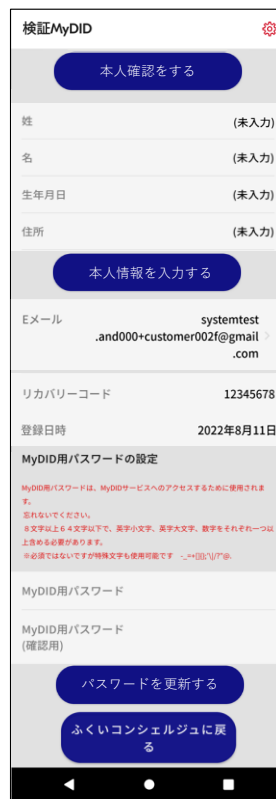 検証MyDID
本人確認をする
姓 (未入力)
名 (未入力)
生年月日 (未入力)
住所 (未入力)
本人情報を入力する
Eメール systemtest
.and000+customer002f@gmail
.com
リカバリーコード 12345678
登録日時 2022年8月11日
MyDID用パスワードの設定
MyDID用パスワードは、MyDIDサービスへのアクセスするために使用されま
す。
忘れないでください。
８文字以上６４文字以下で、英字小文字、英字大文字、数字をそれぞれ一つ以
上含める必要があります。
※必須ではないですが特殊文字も使用可能です
MyDID用パスワード
MyDID用パスワード
(確認用)
パスワードを更新する
ふくいコンシェルジュに戻
る